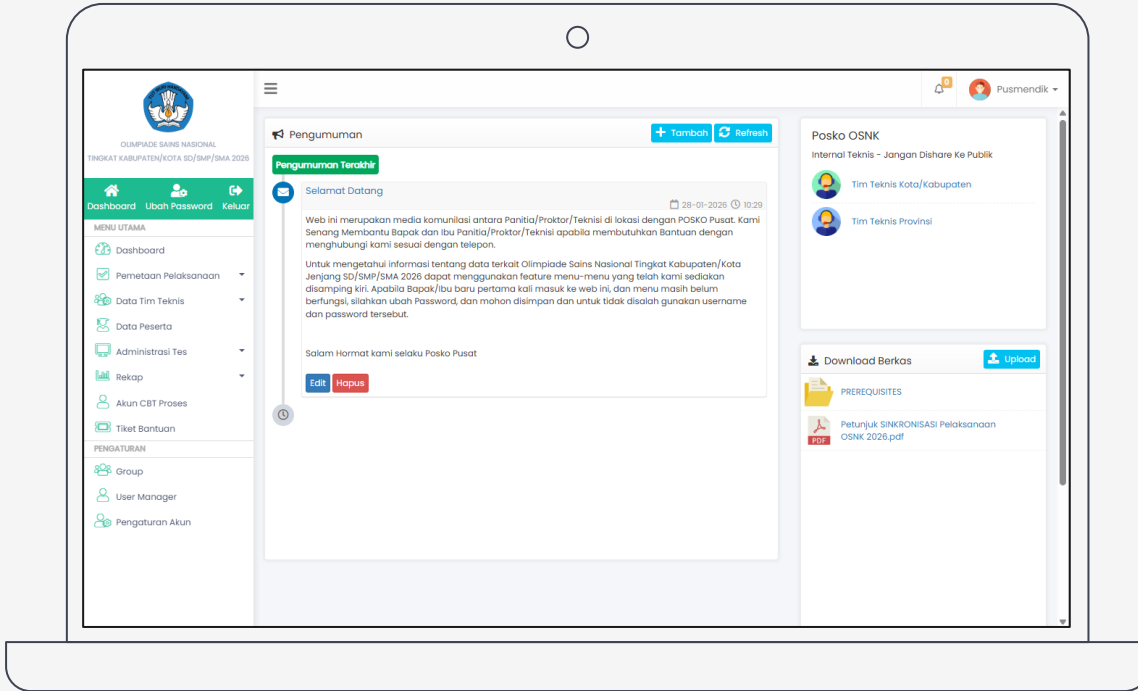 OLIMPIADE SAINS NASIONAL
TINGKAT KABUPATEN/KOTA SD/SMP/SMA 2026
Dashboard
Ubah Password
Keluar
MENU UTAMA
Dashboard
Pemetaan Pelaksanaan
Data Tim Teknis
Data Peserta
Administrasi Tes
Rekap
Akun CBT Proses
Tiket Bantuan
PENGATURAN
Group
User Manager
Pengaturan Akun
0
Pusmendik
Pengumuman
Tambah
Refresh
Pengumuman Terakhir
Selamat Datang
28-01-2026 10:29
Web ini merupakan media komunilasi antara Panitia/Proktor/Teknisi di lokasi dengan POSKO Pusat. Kami
Senang Membantu Bapak dan Ibu Panitia/Proktor/Teknisi apabila membutuhkan Bantuan dengan
menghubungi kami sesuai dengan telepon.
Untuk mengetahui informasi tentang data terkait Olimpiade Sains Nasional Tingkat Kabupaten/Kota
Jenjang SD/SMP/SMA 2026 dapat menggunakan feature menu-menu yang telah kami sediakan
disamping kiri. Apabila Bapak/Ibu baru pertama kali masuk ke web ini, dan menu masih belum
berfungsi, silahkan ubah Password, dan mohon disimpan dan untuk tidak disalah gunakan username
dan password tersebut.
Salam Hormat kami selaku Posko Pusat
Edit
Hapus
Posko OSNK
Internal Teknis - Jangan Dishare Ke Publik
Tim Teknis Kota/Kabupaten
Tim Teknis Provinsi
Download Berkas
Upload
PREREQUISITES
PDF
Petunjuk SINKRONISASI Pelaksanaan
OSNK 2026.pdf